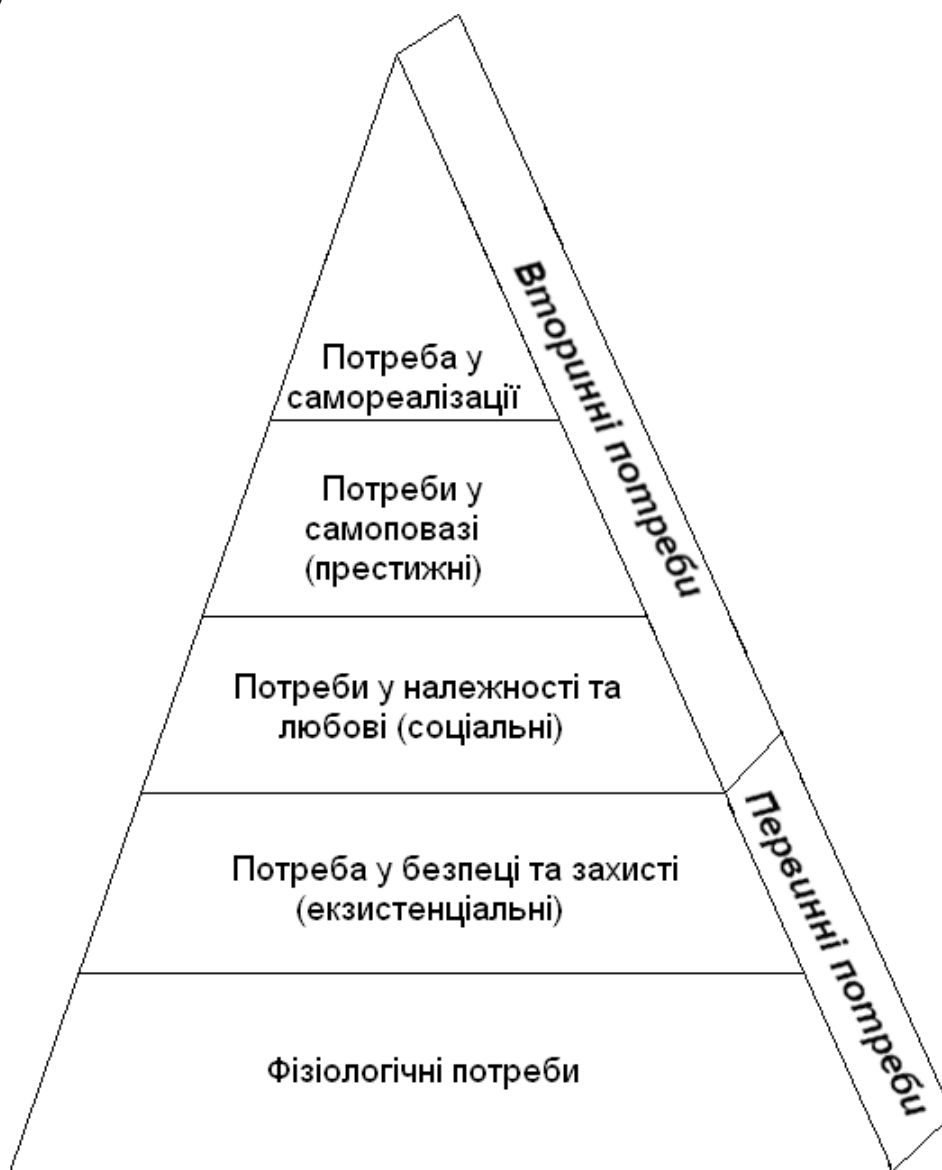 Потреба у
самореалізації
Потреби у
самоповазі
(престижні)
Потреби у належності та
любові (соціальні)
Потреба у безпеці та захисті
(екзистенціальні)
Фізіологічні потреби
Вторинні потреби
Первинні потреби